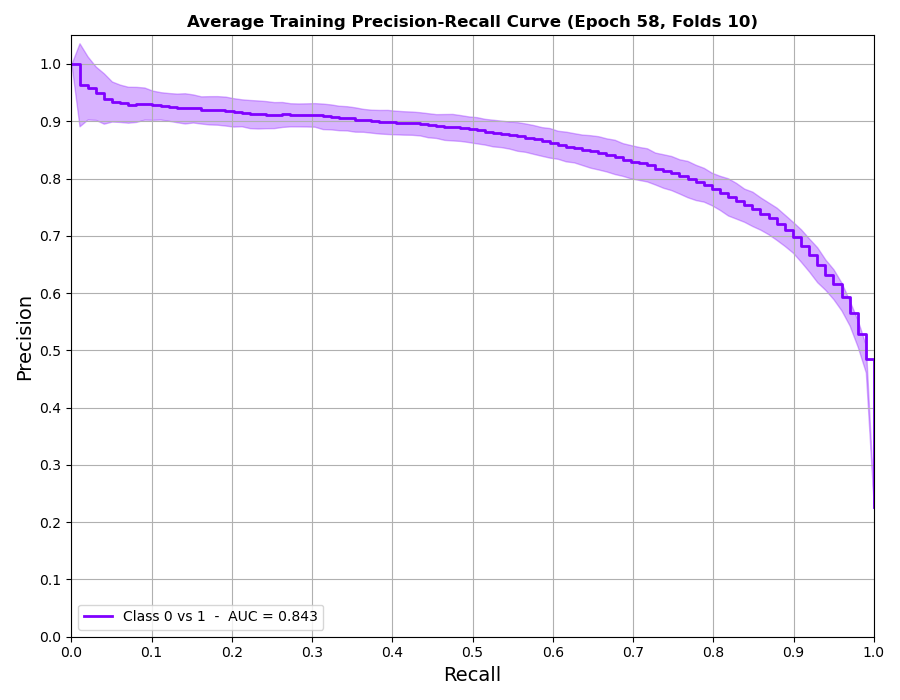 Average Training Precision-Recall Curve (Epoch 58, Folds 10)
Precision
1.0
0.9
0.8
0.7
0.6
0.5
0.4
0.3
0.2
0.1
0.0
Class 0 vs 1 - AUC = 0.843
0.0 0.1 0.2 0.3 0.4 0.5 0.6 0.7 0.8 0.9 1.0
Recall